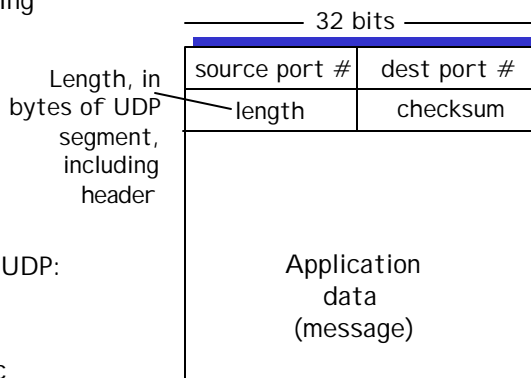 ing
32 bits
source port # dest port #
Length, in
bytes of UDP
segment,
including
header
length checksum
UDP:
Application
data
(message)
c